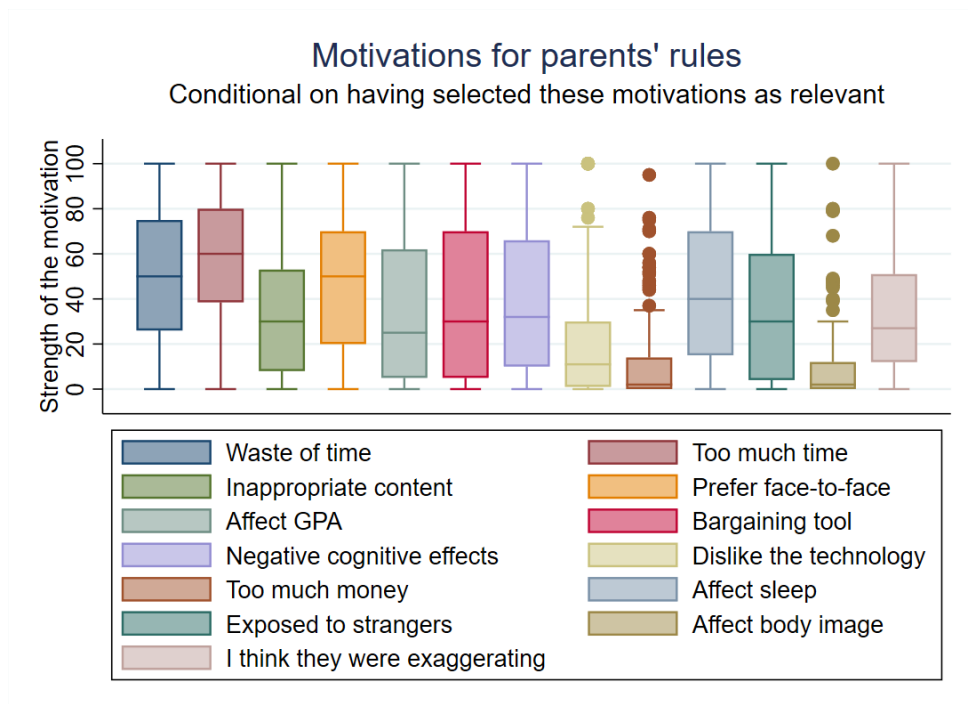 Motivations for parents' rules
Conditional on having selected these motivations as relevant
Strength of the motivation
100
80
60
40
20
0
Waste of time
Too much time
Inappropriate content
Prefer face-to-face
Affect GPA
Bargaining tool
Negative cognitive effects
Dislike the technology
Too much money
Affect sleep
Exposed to strangers
Affect body image
I think they were exaggerating